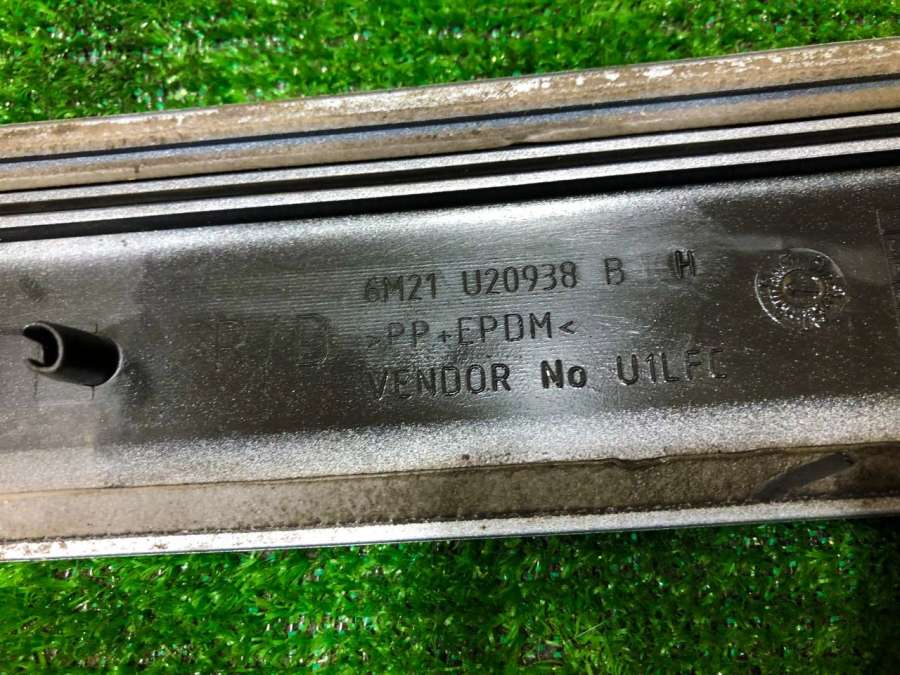 6M21 U20938 B H
>PP+EPDM<
VENDOR No U1LFC